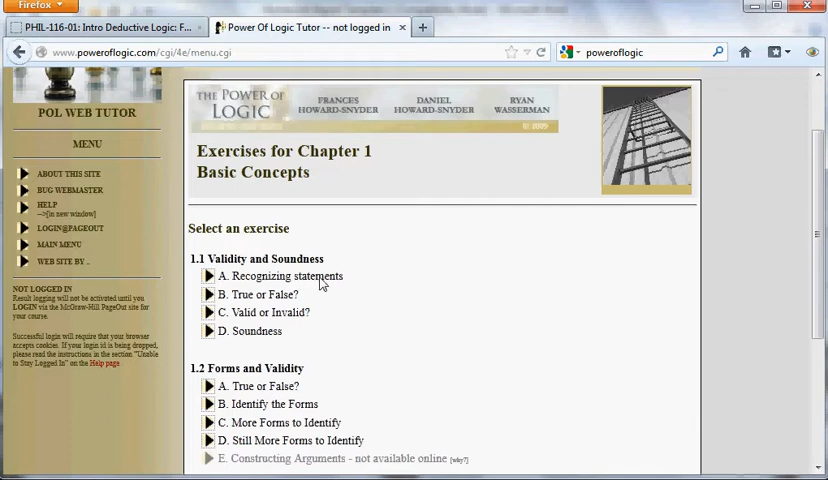 Firefox
PHIL-116-01: Intro Deductive Logic: F...
Power Of Logic Tutor -- not logged in
www.poweroflogic.com/cgi/4e/menu.cgi
poweroflogic
POL WEB TUTOR
MENU
ABOUT THIS SITE
BUG WEBMASTER
HELP
-->[in new window]
LOGIN@PAGEOUT
MAIN MENU
WEB SITE BY ..
NOT LOGGED IN
Result logging will not be activated until you
LOGIN via the McGraw-Hill PageOut site for
your course.
Successful login will require that your browser
accepts cookies. If your login is being dropped,
please read the instructions in the section "Unable
to Stay Logged In" on the Help page
THE POWER OF
LOGIC
FRANCES
HOWARD-SNYDER
DANIEL
HOWARD-SNYDER
RYAN
WASSERMAN
© 2009
Exercises for Chapter 1
Basic Concepts
Select an exercise
1.1 Validity and Soundness
A. Recognizing statements
B. True or False?
C. Valid or Invalid?
D. Soundness
1.2 Forms and Validity
A. True or False?
B. Identify the Forms
C. More Forms to Identify
D. Still More Forms to Identify
E. Constructing Arguments - not available online [why?]